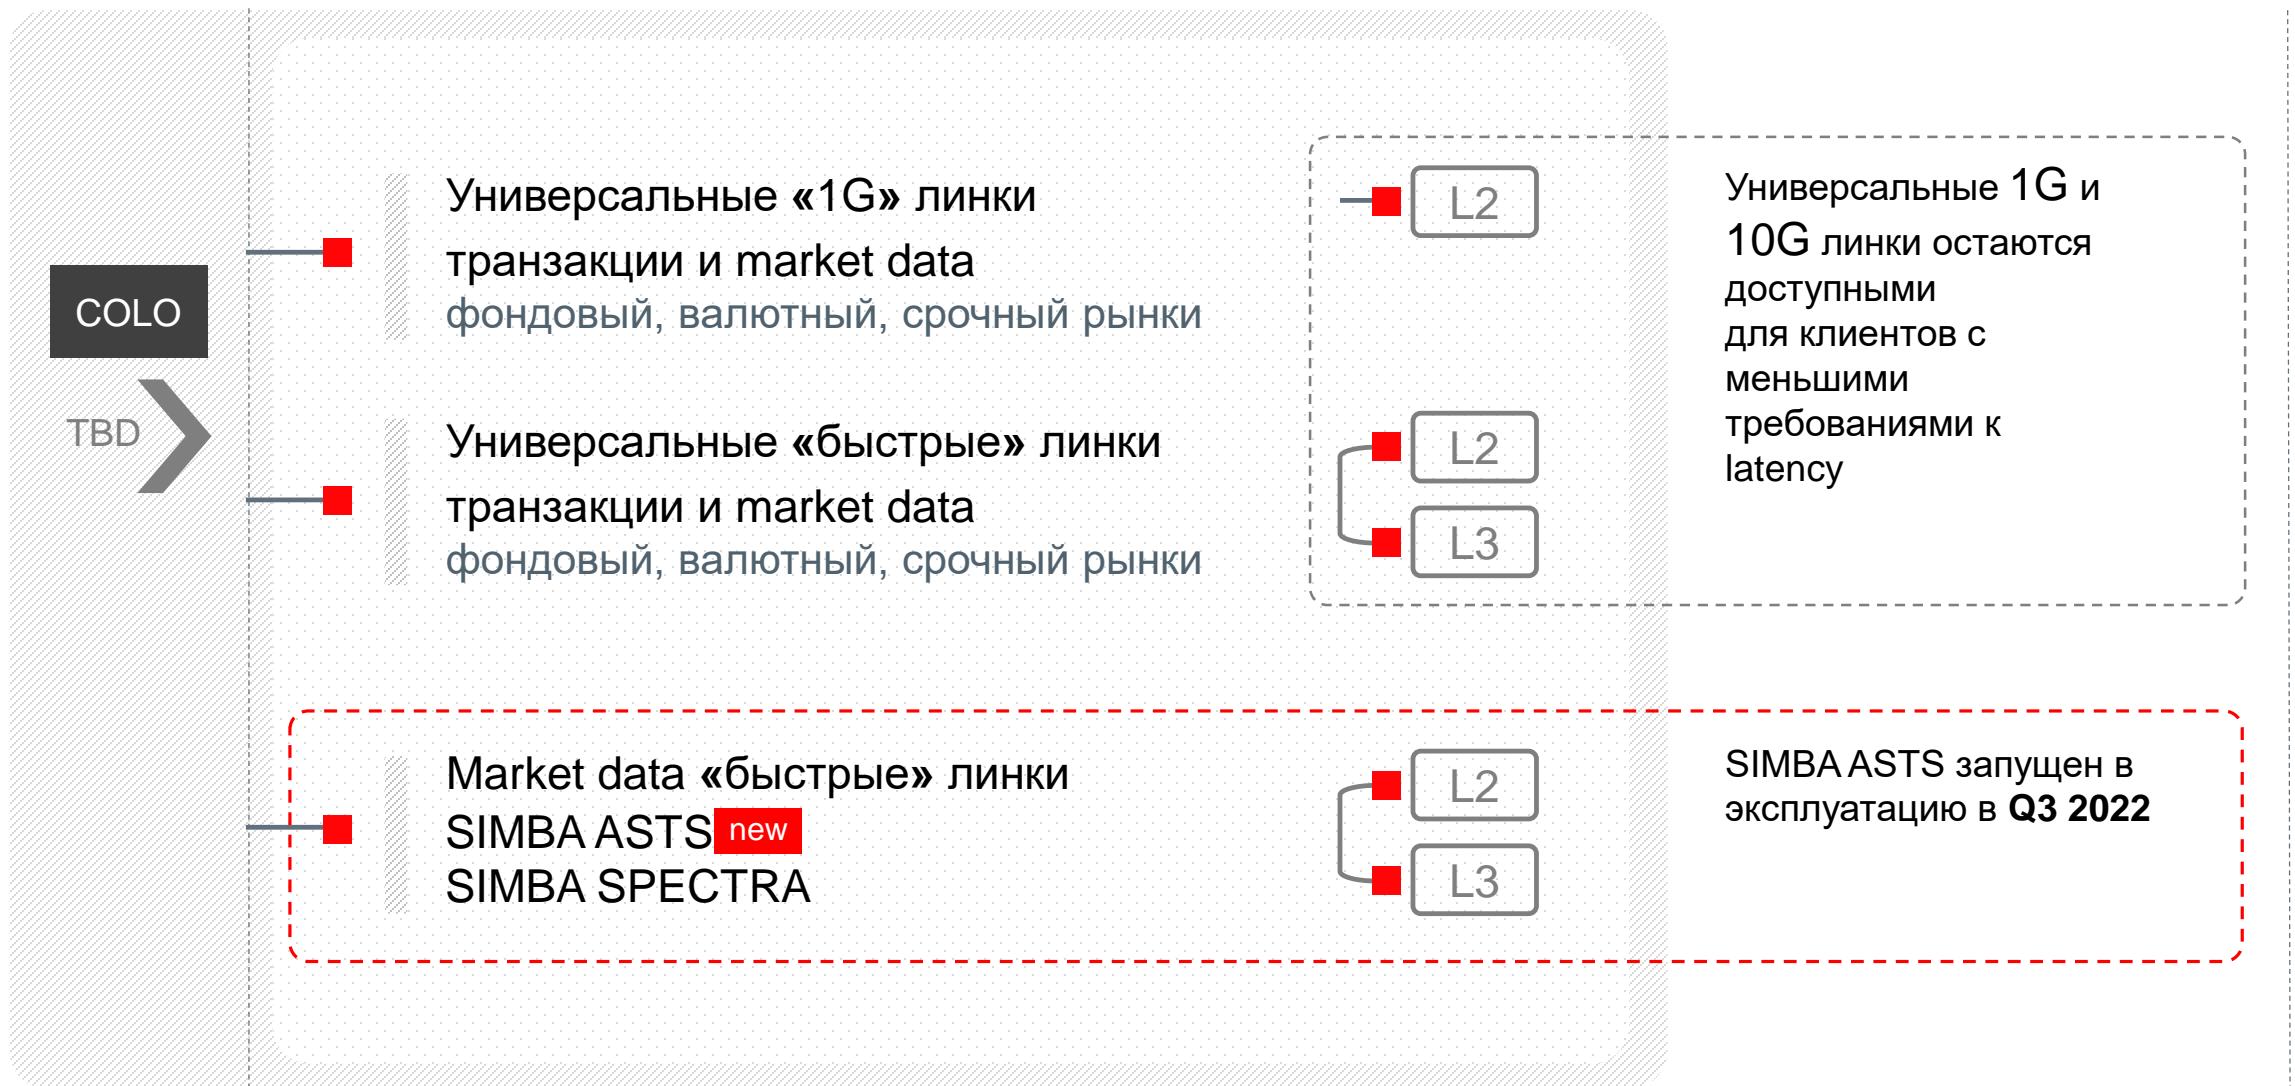 COLO
TBD
Универсальные «1G» линки
транзакции и market data
фондовый, валютный, срочный рынки
L2
Универсальные 1G и
10G линки остаются
доступными
для клиентов с
меньшими
требованиями к
latency
Универсальные «быстрые» линки
транзакции и market data
фондовый, валютный, срочный рынки
L2
L3
Market data «быстрые» линки
SIMBA ASTS new
SIMBA SPECTRA
L2
L3
SIMBA ASTS запущен в
эксплуатацию в Q3 2022